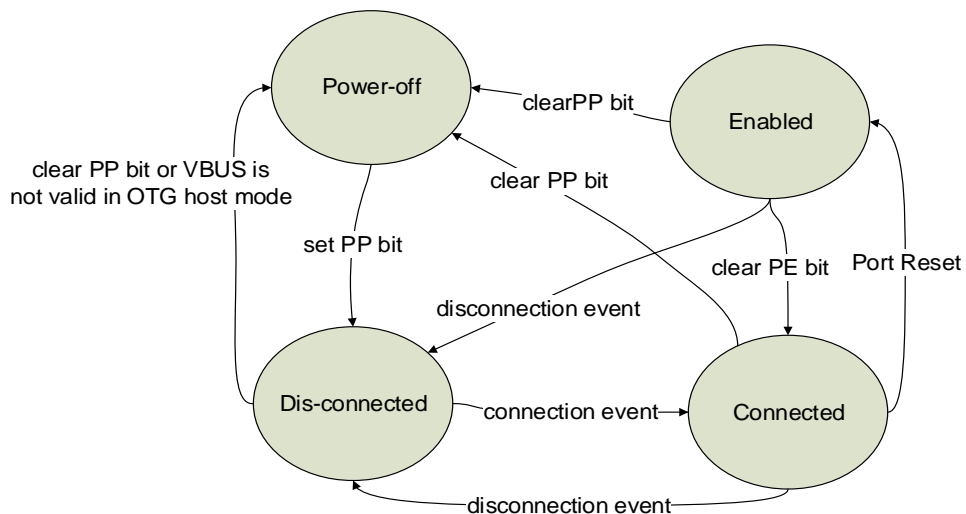 Power-off
Enabled
clearPP bit
clear PP bit or VBUS is
not valid in OTG host mode
clear PP bit
set PP bit
clear PE bit
Port Reset
disconnection event
Dis-connected
connection event
Connected
disconnection event